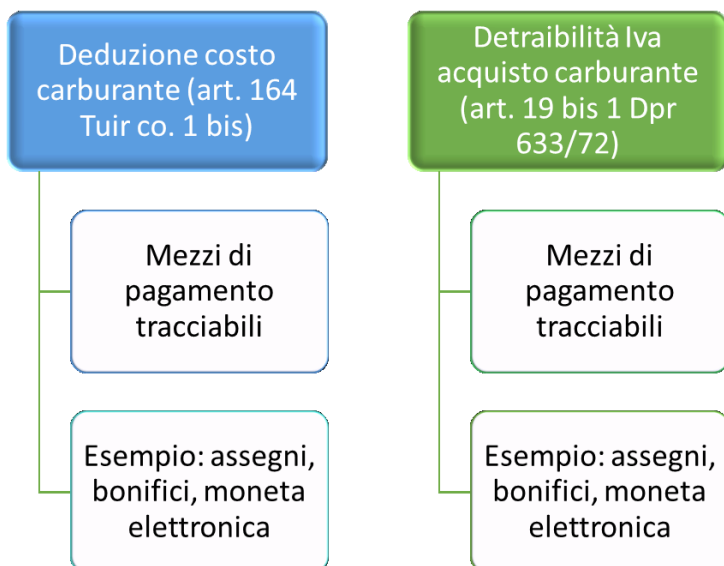 Deduzione costo
carburante (art. 164
Tuir co. 1 bis)
Mezzi di
pagamento
tracciabili
Esempio: assegni,
bonifici, moneta
elettronica
Detraibilità Iva
acquisto carburante
(art. 19 bis 1 Dpr
633/72)
Mezzi di
pagamento
tracciabili
Esempio: assegni,
bonifici, moneta
elettronica